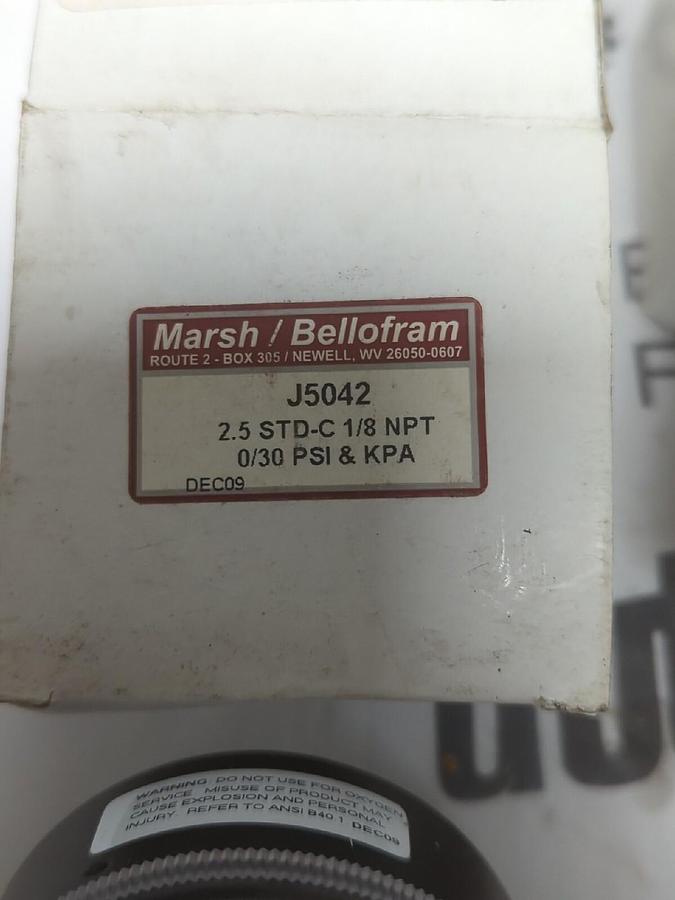 Marsh / Bellofram
ROUTE 2 - BOX 305 / NEWELL, WV 26050-0607
J5042
2.5 STD-C 1/8 NPT
0/30 PSI & KPA
DEC09
WARNING DO NOT USE FOR OXYGEN
SERVICE MISUSE OF PRODUCT MAY
CAUSE EXPLOSION AND PERSONAL
INJURY. REFER TO ANSI B40 1 DEC09